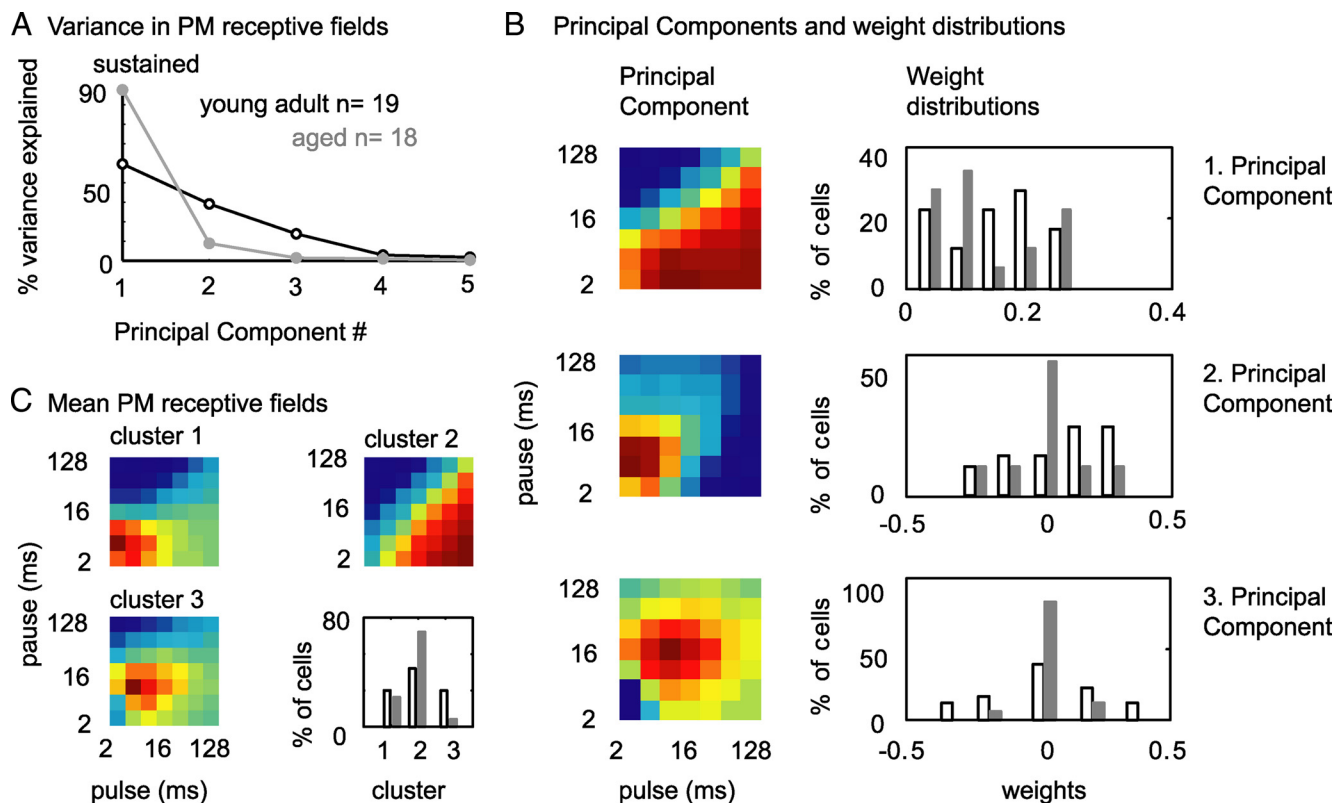 A Variance in PM receptive fields
sustained
young adult n= 19
aged n= 18
% variance explained
90
50
0
1 2 3 4 5
Principal Component #
B Principal Components and weight distributions
Principal
Component
Weight
distributions
128
16
2
% of cells
40
20
0
0 0.2 0.4
1. Principal
Component
pause (ms)
128
16
2
% of cells
50
0
-0.5 0 0.5
2. Principal
Component
128
16
2
2 16 128
pulse (ms)
% of cells
100
50
0
-0.5 0 0.5
weights
3. Principal
Component
C Mean PM receptive fields
cluster 1
128
16
2
cluster 2
128
16
2
pause (ms)
cluster 3
128
16
2
2 16 128
pulse (ms)
% of cells
80
0
1 2 3
cluster